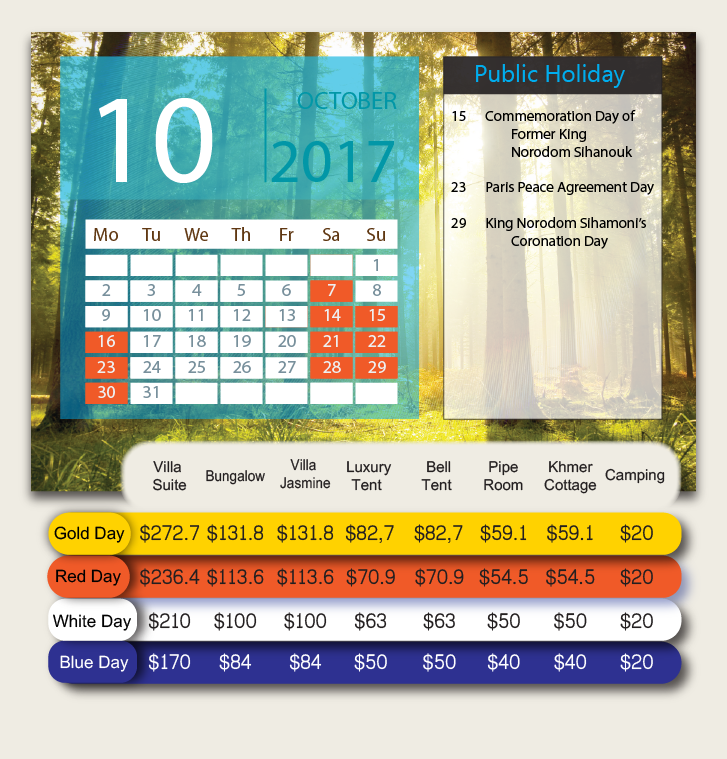 10
OCTOBER
2017
Mo Tu We Th Fr Sa Su
1
2 3 4 5 6 7 8
9 10 11 12 13 14 15
16 17 18 19 20 21 22
23 24 25 26 27 28 29
30 31
Public Holiday
15 Commemoration Day of
Former King
Norodom Sihanouk
23 Paris Peace Agreement Day
29 King Norodom Sihamoni's
Coronation Day
Villa Suite Bungalow Villa Jasmine Luxury Tent Bell Tent Pipe Room Khmer Cottage Camping
Gold Day $272.7 $131.8 $131.8 $82,7 $82,7 $59.1 $59.1 $20
Red Day $236.4 $113.6 $113.6 $70.9 $70.9 $54.5 $54.5 $20
White Day $210 $100 $100 $63 $63 $50 $50 $20
Blue Day $170 $84 $84 $50 $50 $40 $40 $20